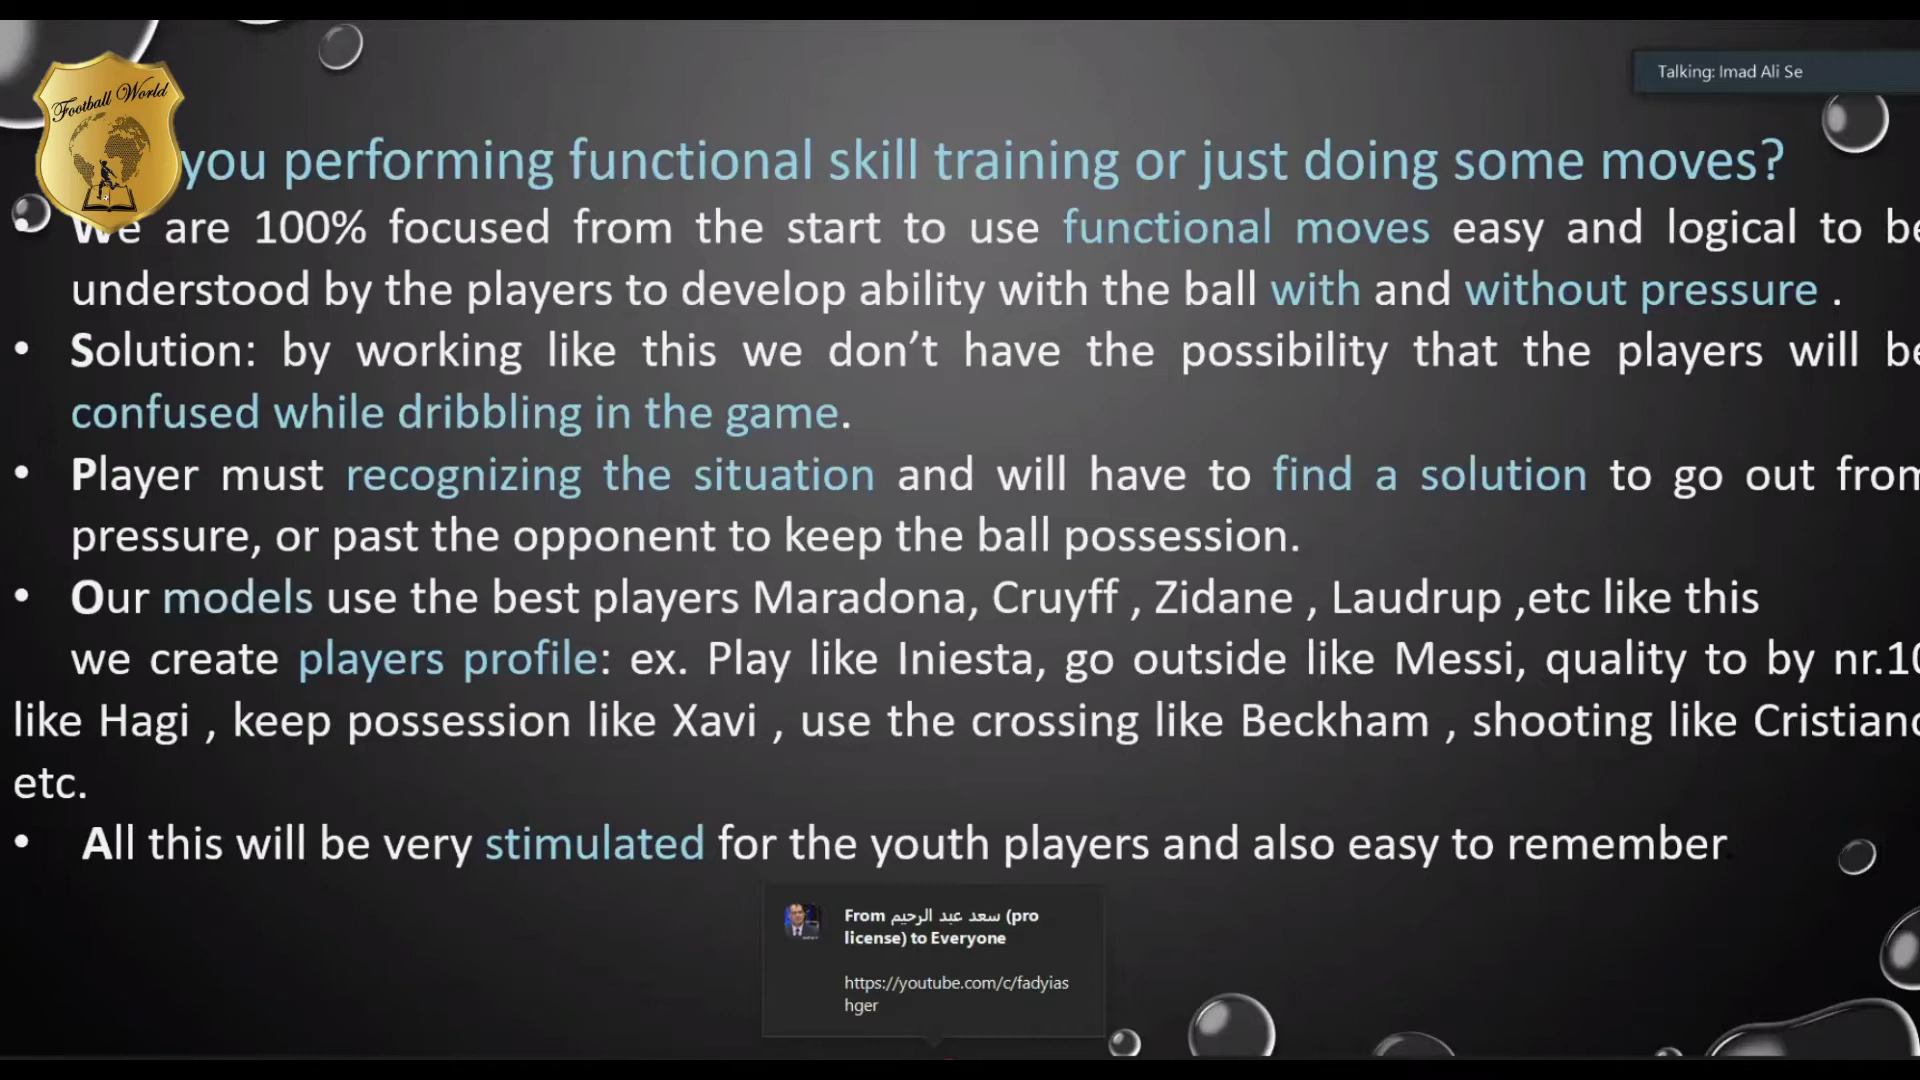 Football World
Talking: Imad Ali Se
you performing functional skill training or just doing some moves?
• We are 100% focused from the start to use functional moves easy and logical to be
understood by the players to develop ability with the ball with and without pressure .
• Solution: by working like this we don’t have the possibility that the players will be
confused while dribbling in the game.
• Player must recognizing the situation and will have to find a solution to go out from
pressure, or past the opponent to keep the ball possession.
• Our models use the best players Maradona, Cruyff , Zidane , Laudrup ,etc like this
we create players profile: ex. Play like Iniesta, go outside like Messi, quality to by nr.10
like Hagi , keep possession like Xavi , use the crossing like Beckham , shooting like Cristiano
etc.
• All this will be very stimulated for the youth players and also easy to remember.
From سعد عبد الرحيم (pro
license) to Everyone
https://youtube.com/c/fadyias
hger